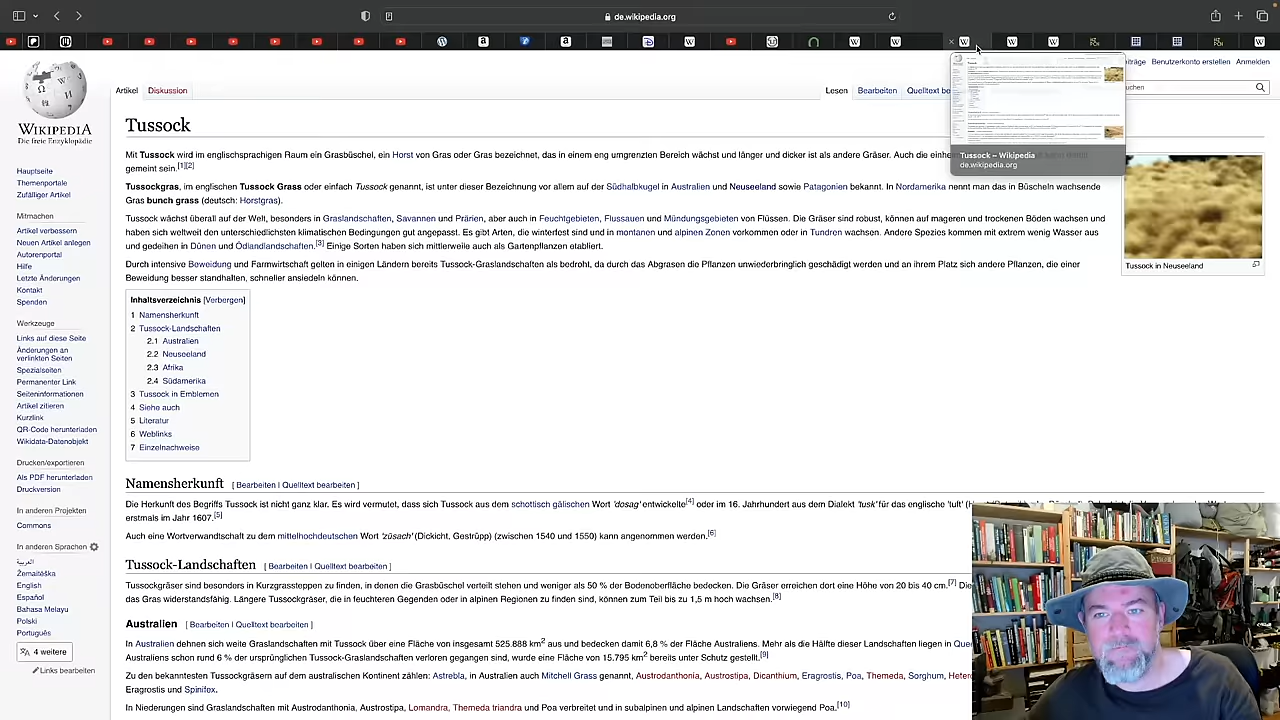 de.wikipedia.org
WIKIPEDIA
Die freie Enzyklopädie
Hauptseite
Themenportale
Zufälliger Artikel
Mitmachen
Artikel verbessern
Neuen Artikel anlegen
Autorenportal
Hilfe
Letzte Änderungen
Kontakt
Spenden
Werkzeuge
Links auf diese Seite
Änderungen an
verlinkten Seiten
Spezialseiten
Permanenter Link
Seiteninformationen
Artikel zitieren
Kurzlink
QR-Code herunterladen
Wikidata-Datenobjekt
Drucken/exportieren
Als PDF herunterladen
Druckversion
In anderen Projekten
Commons
In anderen Sprachen
العربية
Žemaitėška
English
Español
Bahasa Melayu
Polski
Português
4 weitere
Links bearbeiten
Artikel Diskussion
Lesen Bearbeiten Quelltext be
iträge Benutzerkonto erstellen Anmelden
uchen
Tussock – Wikipedia
de.wikipedia.org
Tussock
Mit Tussock wird im englischen Sprachgebrauch ein Horst von Gras oder Gras bezeichnet, das in einem eng umgrenzten Bereich wächst und länger und dicker ist als andere Gräser. Auch die einhe
gemeint sein.[1][2]
Tussockgras, im englischen Tussock Grass oder einfach Tussock genannt, ist unter dieser Bezeichnung vor allem auf der Südhalbkugel in Australien und Neuseeland sowie Patagonien bekannt. In Nordamerika nennt man das in Büscheln wachsende
Gras bunch grass (deutsch: Horstgras).
Tussock wächst überall auf der Welt, besonders in Graslandschaften, Savannen und Prärien, aber auch in Feuchtgebieten, Flussauen und Mündungsgebieten von Flüssen. Die Gräser sind robust, können auf mageren und trockenen Böden wachsen und
haben sich weltweit den unterschiedlichsten klimatischen Bedingungen gut angepasst. Es gibt Arten, die winterfest sind und in montanen und alpinen Zonen vorkommen oder in Tundren wachsen. Andere Spezies kommen mit extrem wenig Wasser aus
und gedeihen in Dünen und Ödlandlandschaften.[3] Einige Sorten haben sich mittlerweile auch als Gartenpflanzen etabliert.
Durch intensive Beweidung und Farmwirtschaft gelten in einigen Ländern bereits Tussock-Graslandschaften als bedroht, da durch das Abgrasen die Pflanzen unwiederbringlich geschädigt werden und an ihrem Platz sich andere Pflanzen, die einer
Beweidung besser standhalten, schneller ansiedeln können.
Tussock in Neuseeland
Inhaltsverzeichnis [Verbergen]
1 Namensherkunft
2 Tussock-Landschaften
2.1 Australien
2.2 Neuseeland
2.3 Afrika
2.4 Südamerika
3 Tussock in Emblemen
4 Siehe auch
5 Literatur
6 Weblinks
7 Einzelnachweise
Namensherkunft [ Bearbeiten | Quelltext bearbeiten ]
Die Herkunft des Begriffs Tussock ist nicht ganz klar. Es wird vermutet, dass sich Tussock aus dem schottisch gälischen Wort 'dosag' entwickelte[4] oder im 16. Jahrhundert aus dem Dialekt 'tusk' für das englische 'tuft'
erstmals im Jahr 1607.[5]
Auch eine Wortverwandtschaft zu dem mittelhochdeutschen Wort 'zûsach' (Dickicht, Gestrüpp) (zwischen 1540 und 1550) kann angenommen werden.[6]
Tussock-Landschaften [ Bearbeiten | Quelltext bearbeiten ]
Tussockgräser sind besonders in Kurzgrassteppen zu finden, in denen die Grasbüschel verteilt stehen und weniger als 50 % der Bodenoberfläche bedecken. Die Gräser erreichen dort eine Höhe von 20 bis 40 cm.[7] Die
das Gras widerstandsfähig. Längere Tussockgräser, die in feuchteren Gegenden oder in alpinen Regionen zu finden sind, können zum Teil bis zu 1,5 m hoch wachsen.[8]
Australien [ Bearbeiten | Quelltext bearbeiten ]
In Australien dehnen sich weite Graslandschaften mit Tussock über eine Fläche von insgesamt 525.888 km2 aus und bedecken damit 6,8 % der Fläche Australiens. Mehr als die Hälfte dieser Landschaften liegen in Que
Australiens schon rund 6 % der ursprünglichen Tussock-Graslandschaften verloren gegangen sind, wurde eine Fläche von 15.795 km2 bereits unter Schutz gestellt.[9]
Zu den bekanntesten Tussockgräsern auf dem australischen Kontinent zählen: Astrebla, in Australien auch Mitchell Grass genannt, Austrodanthonia, Austrostipa, Dicanthium, Eragrostis, Poa, Themeda, Sorghum, Heter
Eragrostis und Spinifex.
In Niederungen sind Graslandschaften mit Austrodanthonia, Austrostipa, Lomandra, Themeda triandra und Poa verbreitet und in subalpinen und alpinen Landschaften vorwiegend Poa.[10]